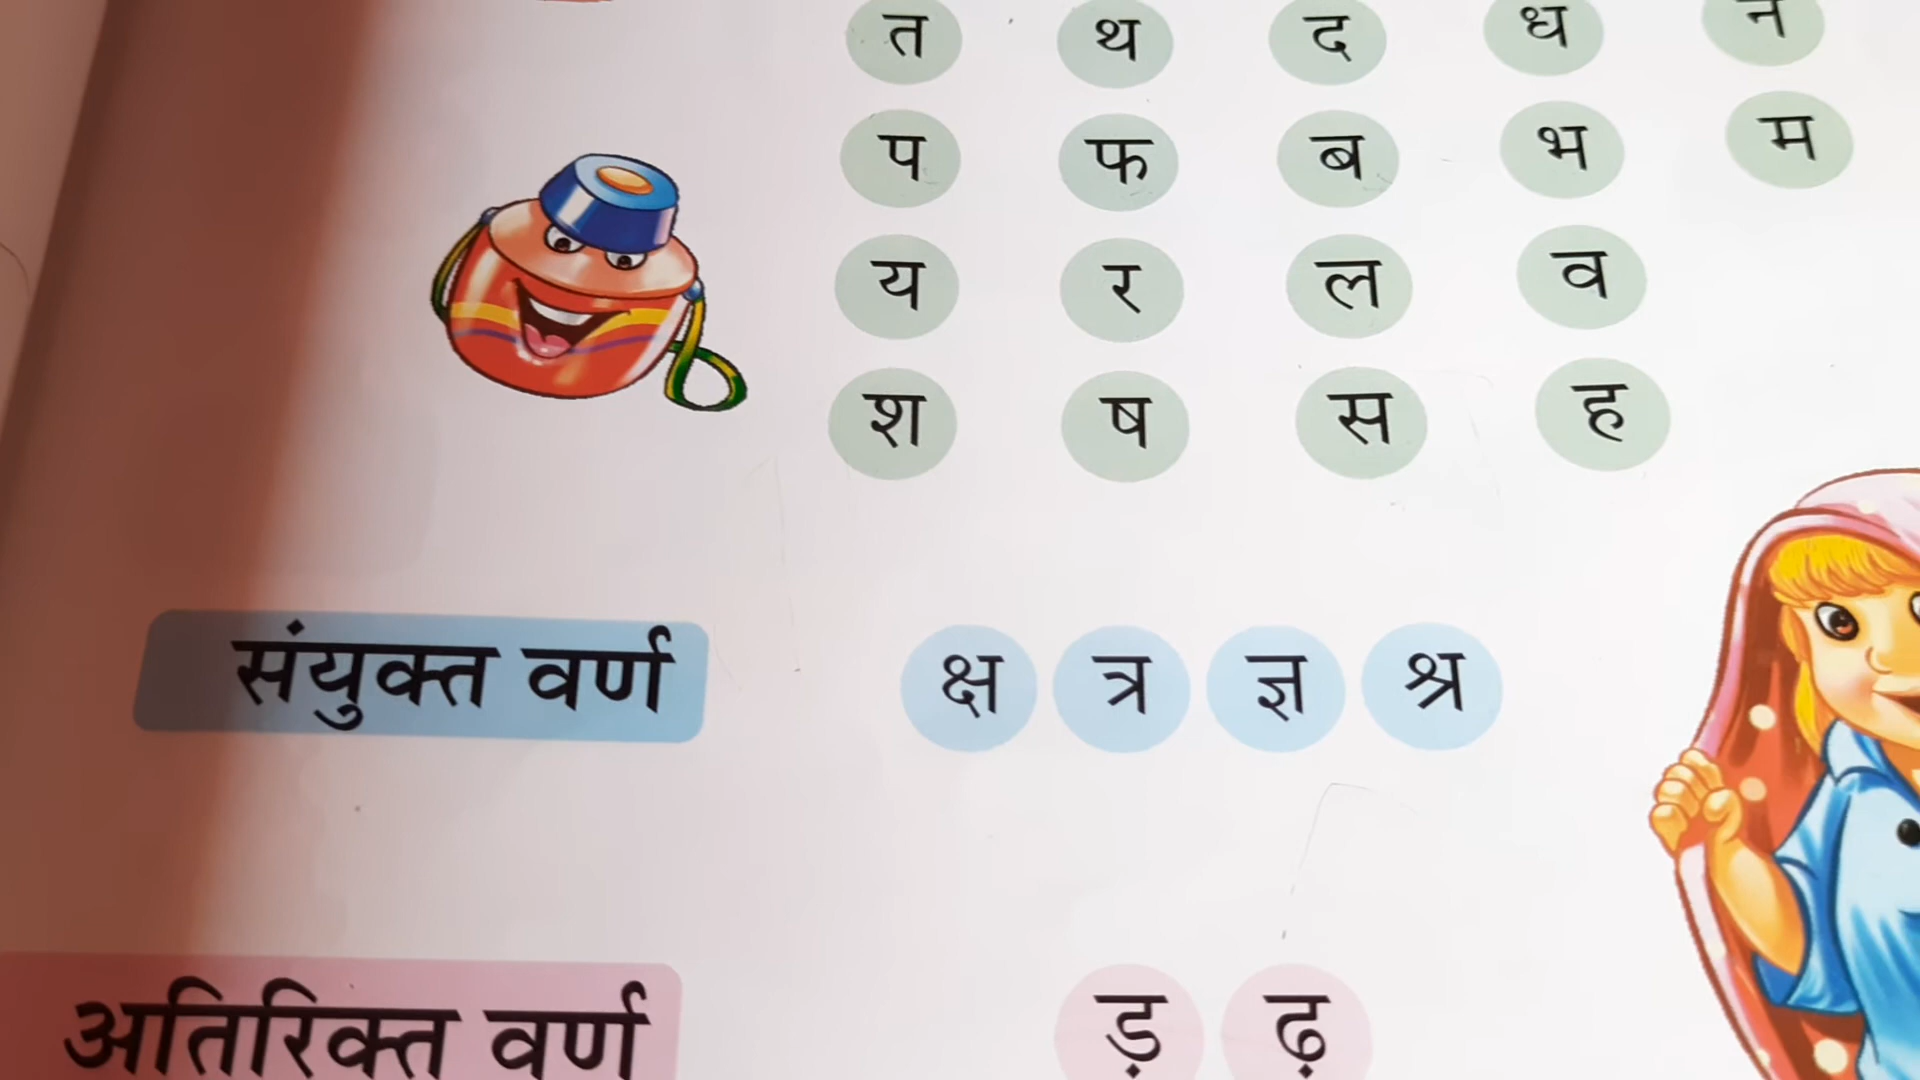 त थ द ध न
प फ ब भ म
य र ल व
श ष स ह
संयुक्त वर्ण क्ष त्र ज्ञ श्र
अतिरिक्त वर्ण ड़ ढ़